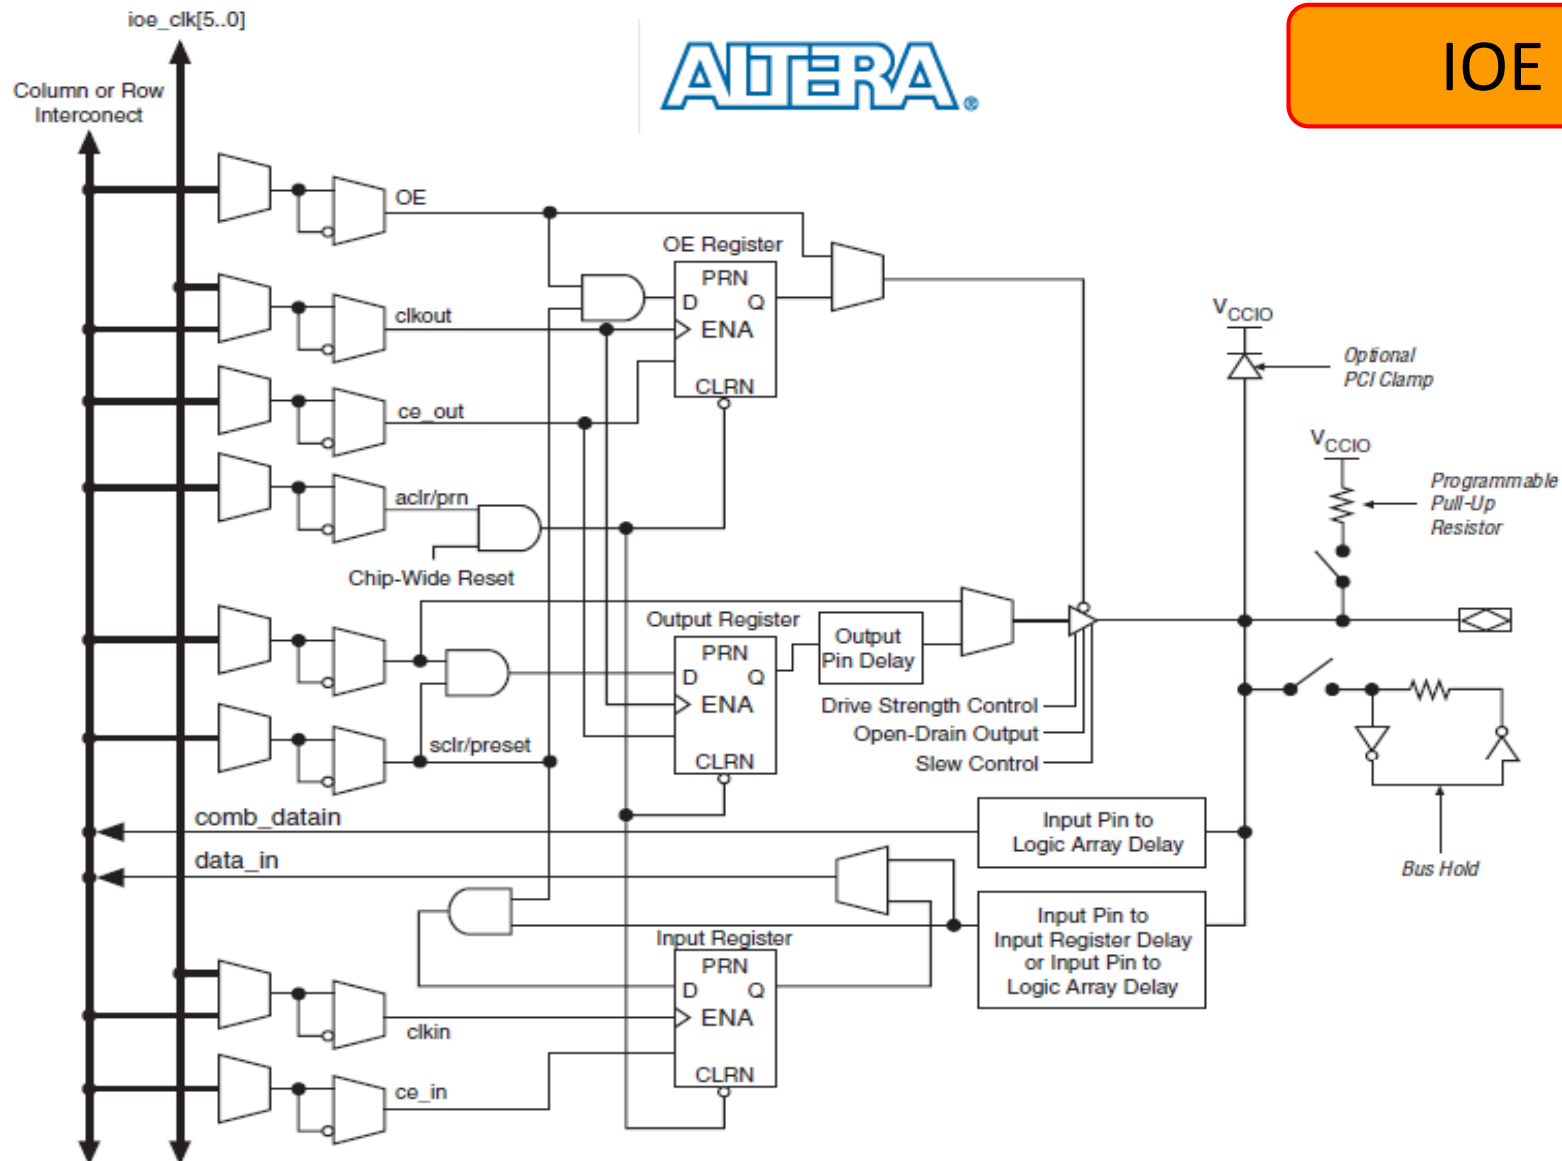 ioe_clk[5..0]
ALTERA®
IOE
Column or Row
Interconect
OE
OE Register
PRN
D Q
ENA
CLRN
clkout
ce_out
aclr/prn
Chip-Wide Reset
VCCIO
Optional
PCI Clamp
VCCIO
Programmable
Pull-Up
Resistor
Output Register
PRN
D Q
ENA
CLRN
Output
Pin Delay
Drive Strength Control
Open-Drain Output
Slew Control
sclr/preset
comb_datain
data_in
Input Pin to
Logic Array Delay
Bus Hold
Input Pin to
Input Register Delay
or Input Pin to
Logic Array Delay
Input Register
PRN
D Q
ENA
CLRN
clkin
ce_in